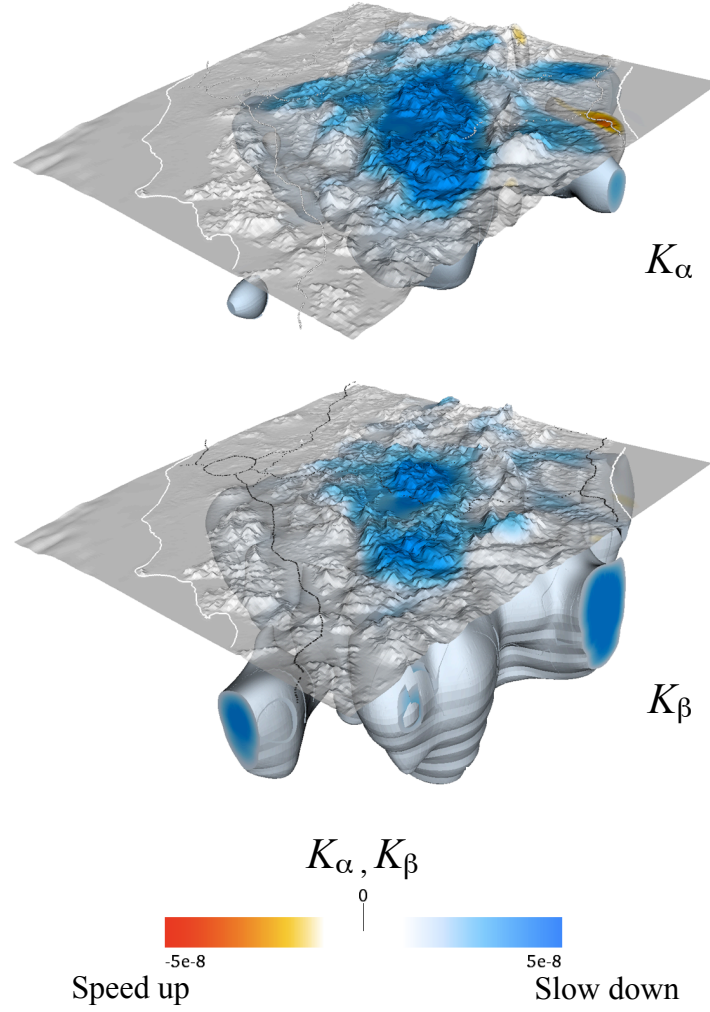 Kα
Kβ
Kα , Kβ
0
-5e-8 5e-8
Speed up Slow down